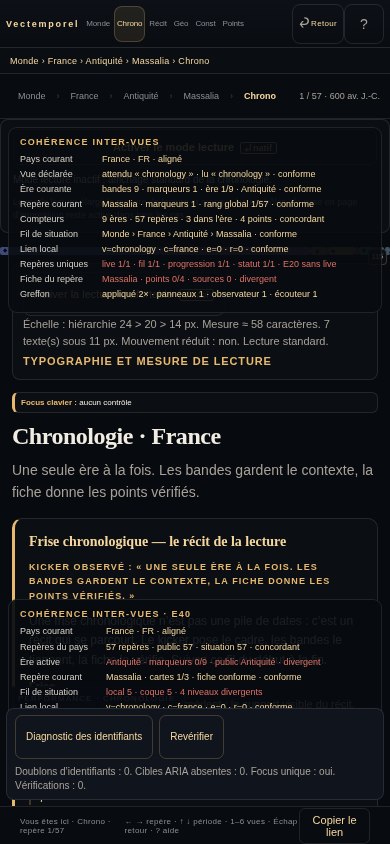 Vectemporel Monde Chrono Récit Géo Const Points Retour ?
Monde › France › Antiquité › Massalia › Chrono
Monde › France › Antiquité › Massalia › Chrono 1 / 57 · 600 av. J.-C.
COHÉRENCE INTER-VUES
Pays courant France · FR · aligné
Vue déclarée attendu « chronology » · lu « chronology » · conforme
Ère courante bandes 9 · marqueurs 1 · ère 1/9 · Antiquité · conforme
Repère courant Massalia · marqueurs 1 · rang global 1/57 · conforme
Compteurs 9 ères · 57 repères · 3 dans l'ère · 4 points · concordant
Fil de situation Monde › France › Antiquité › Massalia · conforme
Lien local v=chronology · c=france · e=0 · r=0 · conforme
Repères uniques live 1/1 · fil 1/1 · progression 1/1 · statut 1/1 · E20 sans live
Fiche du repère Massalia · points 0/4 · sources 0 · divergent
Greffon appliqué 2× · panneaux 1 · observateur 1 · écouteur 1
Échelle : hiérarchie 24 > 20 > 14 px. Mesure ≈ 58 caractères. 7
texte(s) sous 11 px. Mouvement réduit : non. Lecture standard.
TYPOGRAPHIE ET MESURE DE LECTURE
Focus clavier : aucun contrôle
Chronologie · France
Une seule ère à la fois. Les bandes gardent le contexte, la
fiche donne les points vérifiés.
Frise chronologique — le récit de la lecture
KICKER OBSERVÉ : « UNE SEULE ÈRE À LA FOIS. LES
BANDES GARDENT LE CONTEXTE, LA FICHE DONNE LES
POINTS VÉRIFIÉS. »
COHÉRENCE INTER-VUES · E40
Pays courant France · FR · aligné
Repères du pays 57 repères · public 57 · situation 57 · concordant
Ère active Antiquité · marqueurs 0/9 · public Antiquité · divergent
Repère courant Massalia · cartes 1/3 · fiche conforme · conforme
Fil de situation local 5 · coque 5 · 4 niveaux divergents
Lien local v=chronology · c=france · e=0 · r=0 · conforme
Diagnostic des identifiants Revérifier
Doublons d'identifiants : 0. Cibles ARIA absentes : 0. Focus unique : oui.
Vérifications : 0.
Vous êtes ici · Chrono · repère 1/57
← → repère · ↑ ↓ période · 1–6 vues · Échap retour · ? aide
Copier le lien